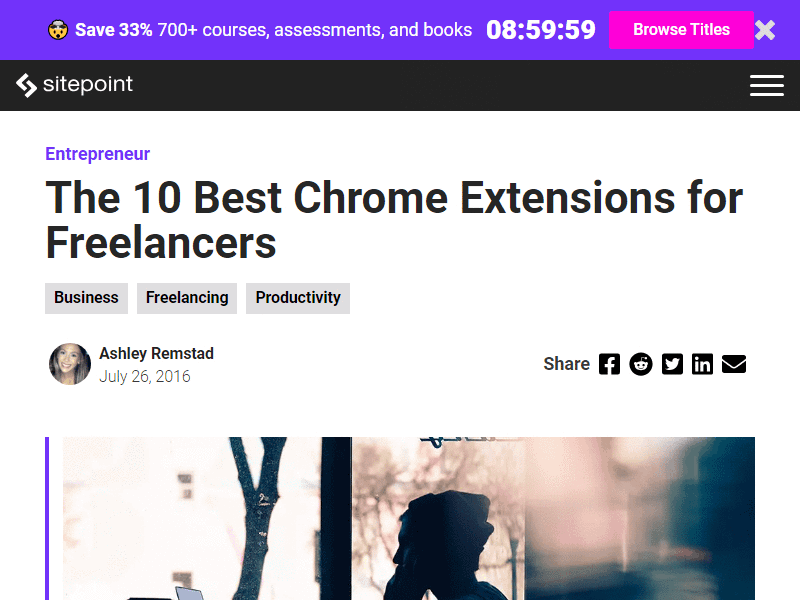 Save 33% 700+ courses, assessments, and books 08:59:59 Browse Titles
sitepoint
Entrepreneur
The 10 Best Chrome Extensions for
Freelancers
Business Freelancing Productivity
Ashley Remstad
July 26, 2016
Share